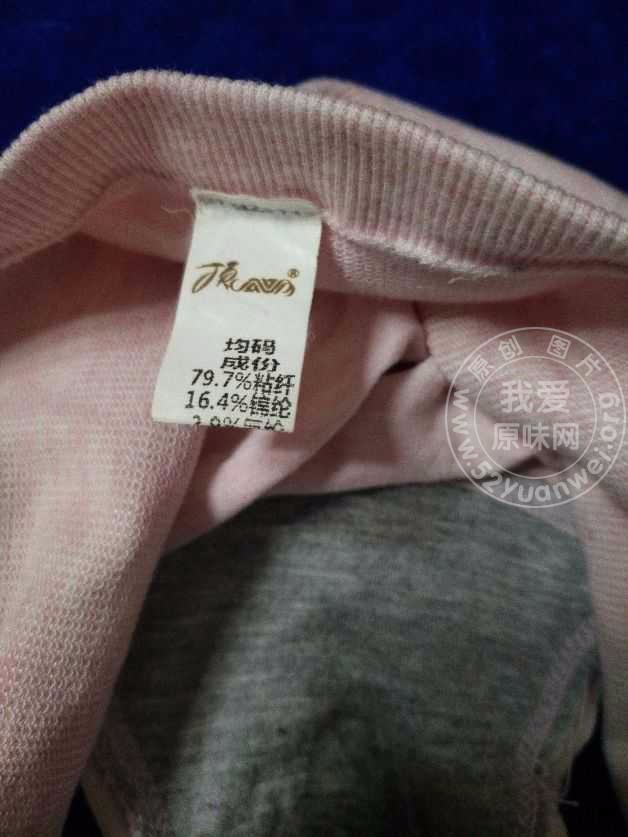 ®
均码
成份
79.7%粘纤
16.4%锦纶
原创 图片
我爱
原味网
www.52yuanwei.org